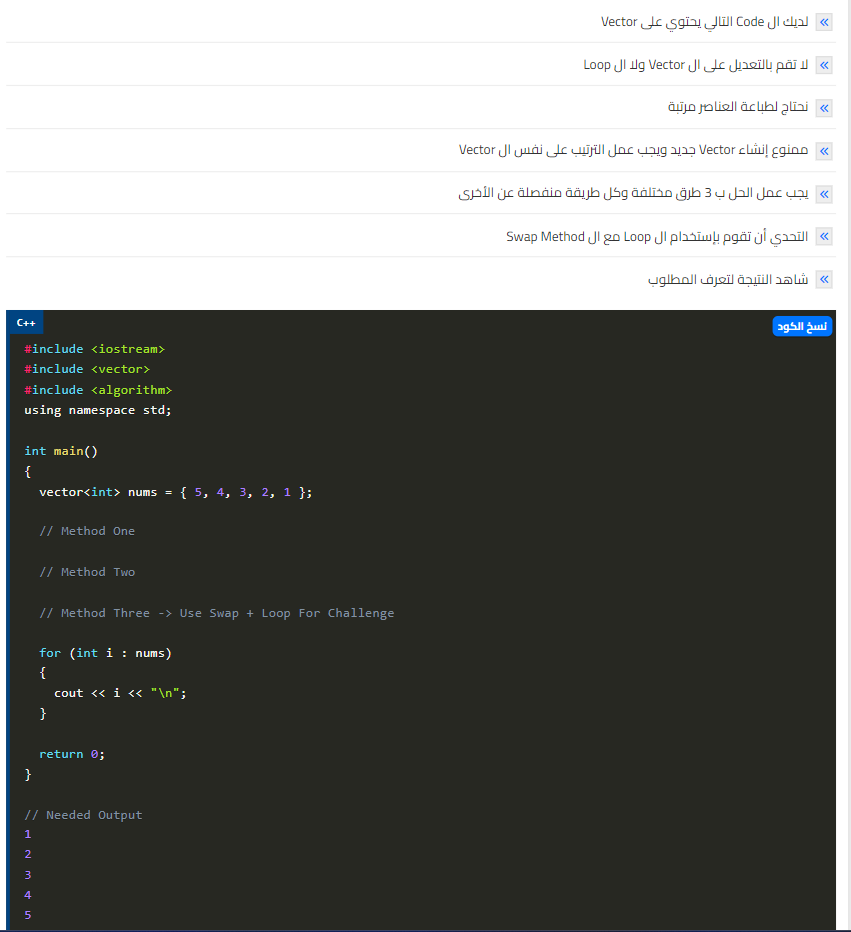 لديك ال Code التالي يحتوي على Vector
لا تقم بالتعديل على ال Vector ولا ال Loop
نحتاج لطباعة العناصر مرتبة
ممنوع إنشاء Vector جديد ويجب عمل الترتيب على نفس ال Vector
يجب عمل الحل ب 3 طرق مختلفة وكل طريقة منفصلة عن الأخرى
التحدي أن تقوم بإستخدام ال Loop مع ال Swap Method
شاهد النتيجة لتعرف المطلوب
C++
نسخ الكود
#include <iostream>
#include <vector>
#include <algorithm>
using namespace std;
int main()
{
  vector<int> nums = { 5, 4, 3, 2, 1 };
  // Method One
  // Method Two
  // Method Three -> Use Swap + Loop For Challenge
  for (int i : nums)
  {
    cout << i << "\n";
  }
  return 0;
}
// Needed Output
1
2
3
4
5